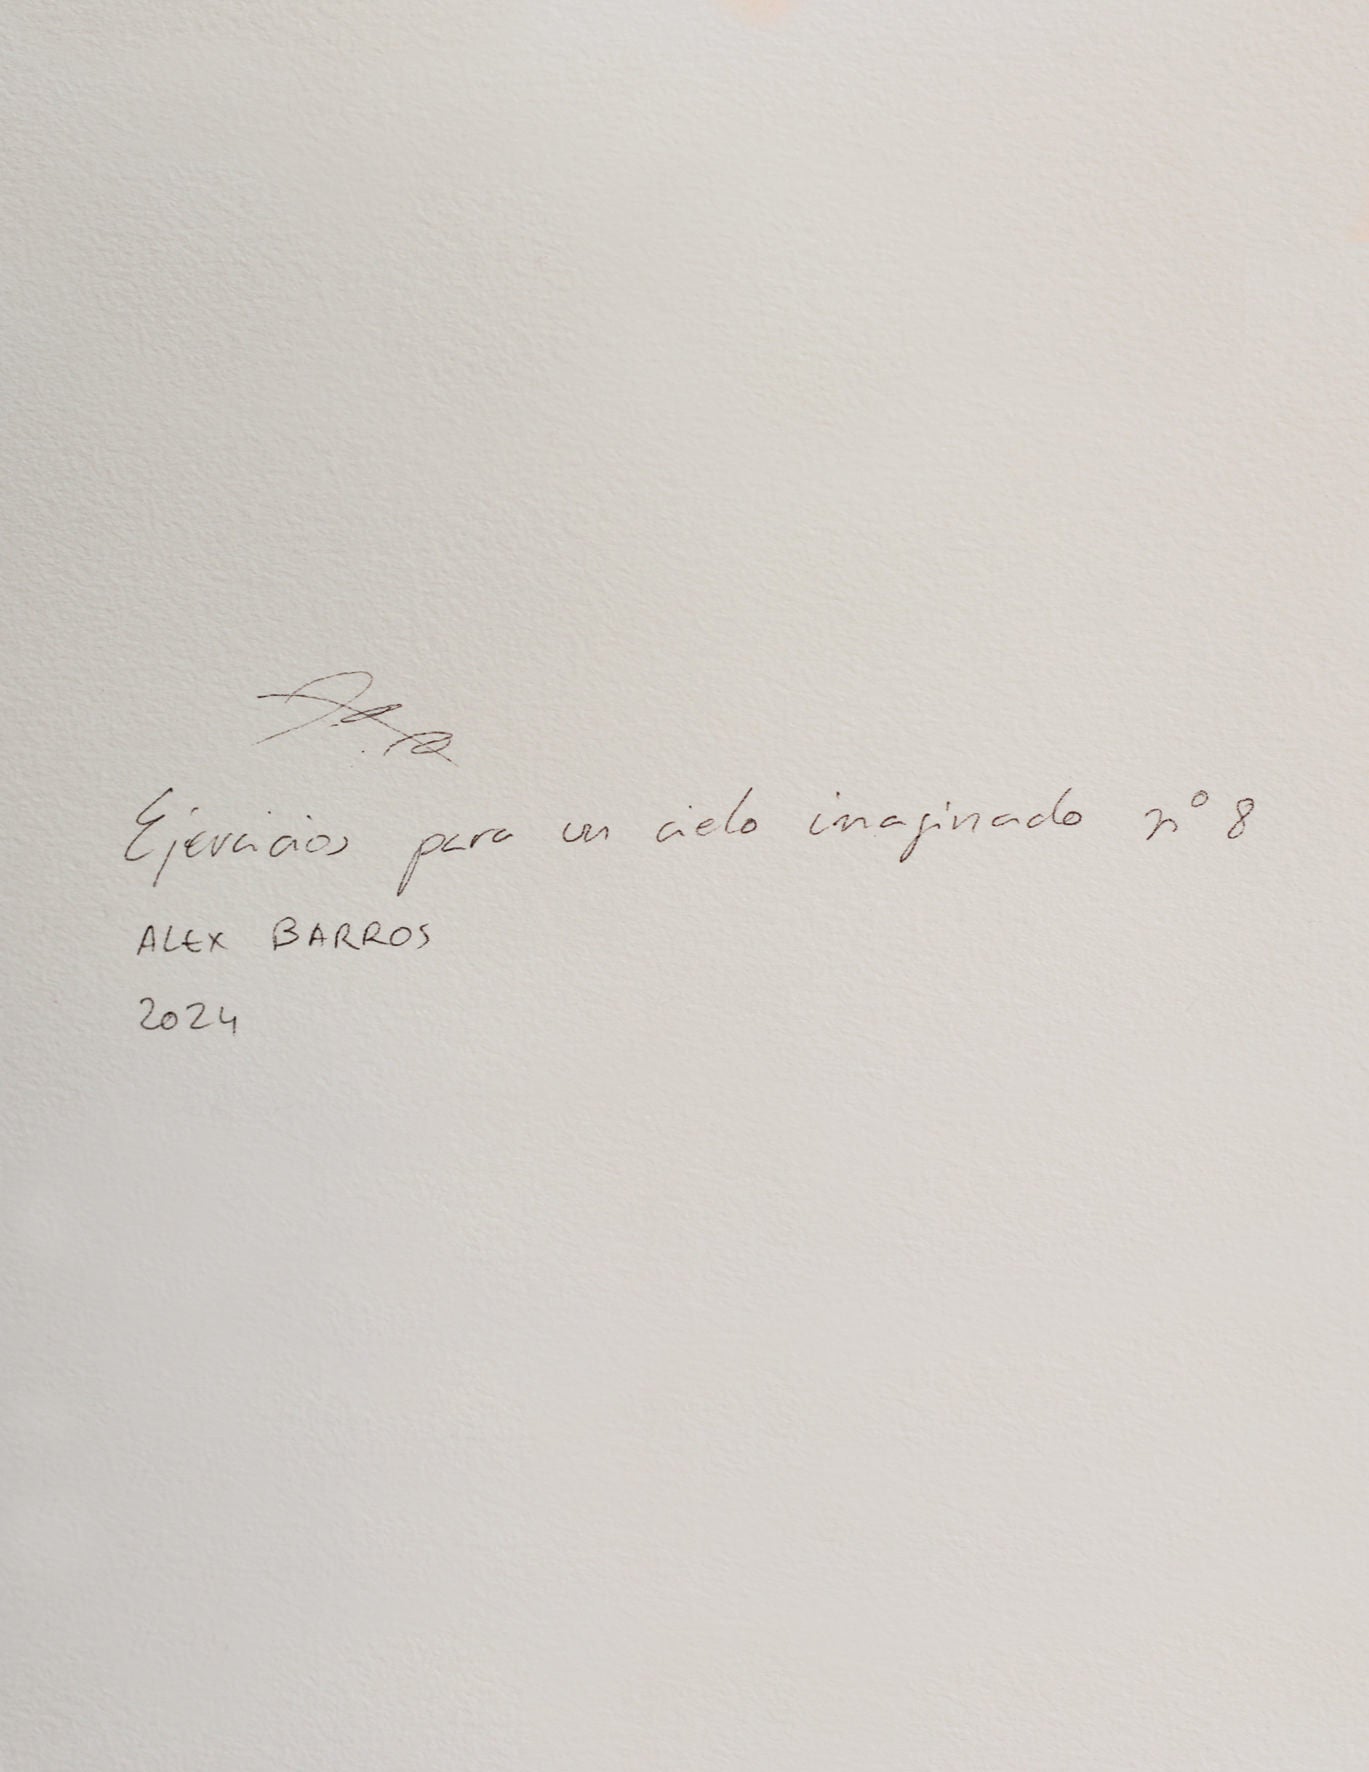 Ejercicios para un cielo imaginado nº 8
ALEX BARROS
2024